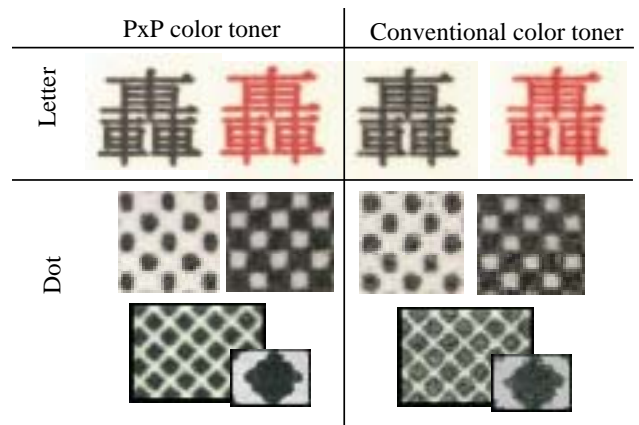 PxP color toner
Conventional color toner
Letter
轟 轟 轟 轟
Dot